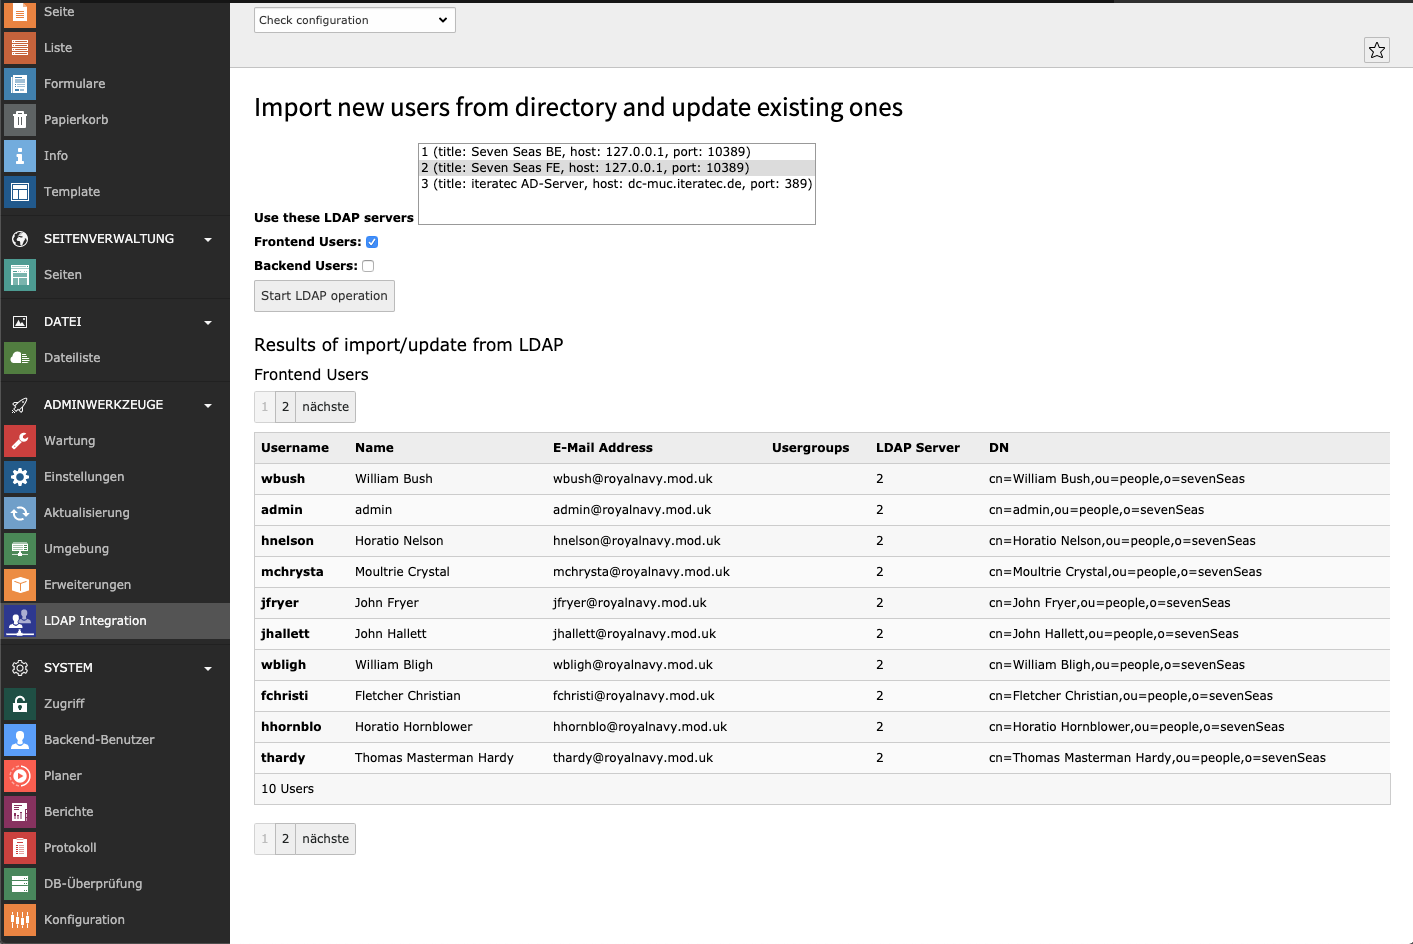 Seite
Liste
Formulare
Papierkorb
Info
Template
SEITENVERWALTUNG
Seiten
DATEI
Dateiliste
ADMINWERKZEUGE
Wartung
Einstellungen
Aktualisierung
Umgebung
Erweiterungen
LDAP Integration
SYSTEM
Zugriff
Backend-Benutzer
Planer
Berichte
Protokoll
DB-Überprüfung
Konfiguration
Check configuration
Import new users from directory and update existing ones
1 (title: Seven Seas BE, host: 127.0.0.1, port: 10389)
2 (title: Seven Seas FE, host: 127.0.0.1, port: 10389)
3 (title: iteratec AD-Server, host: dc-muc.iteratec.de, port: 389)
Use these LDAP servers
Frontend Users:
Backend Users:
Start LDAP operation
Results of import/update from LDAP
Frontend Users
1 2 nächste
Username Name E-Mail Address Usergroups LDAP Server DN
wbush William Bush wbush@royalnavy.mod.uk 2 cn=William Bush,ou=people,o=sevenSeas
admin admin admin@royalnavy.mod.uk 2 cn=admin,ou=people,o=sevenSeas
hnelson Horatio Nelson hnelson@royalnavy.mod.uk 2 cn=Horatio Nelson,ou=people,o=sevenSeas
mchrysta Moultrie Crystal mchrysta@royalnavy.mod.uk 2 cn=Moultrie Crystal,ou=people,o=sevenSeas
jfryer John Fryer jfryer@royalnavy.mod.uk 2 cn=John Fryer,ou=people,o=sevenSeas
jhallett John Hallett jhallett@royalnavy.mod.uk 2 cn=John Hallett,ou=people,o=sevenSeas
wbligh William Bligh wbligh@royalnavy.mod.uk 2 cn=William Bligh,ou=people,o=sevenSeas
fchristi Fletcher Christian fchristi@royalnavy.mod.uk 2 cn=Fletcher Christian,ou=people,o=sevenSeas
hhornblo Horatio Hornblower hhornblo@royalnavy.mod.uk 2 cn=Horatio Hornblower,ou=people,o=sevenSeas
thardy Thomas Masterman Hardy thardy@royalnavy.mod.uk 2 cn=Thomas Masterman Hardy,ou=people,o=sevenSeas
10 Users
1 2 nächste